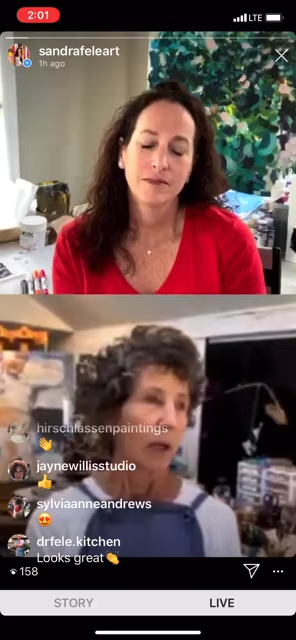 2:01
LTE
sandrafeleart
1h ago
hirschlassenpaintings
👋
jaynewillisstudio
👍
sylviaanneandrews
😍
drfele.kitchen
Looks great👏
158
STORY
LIVE